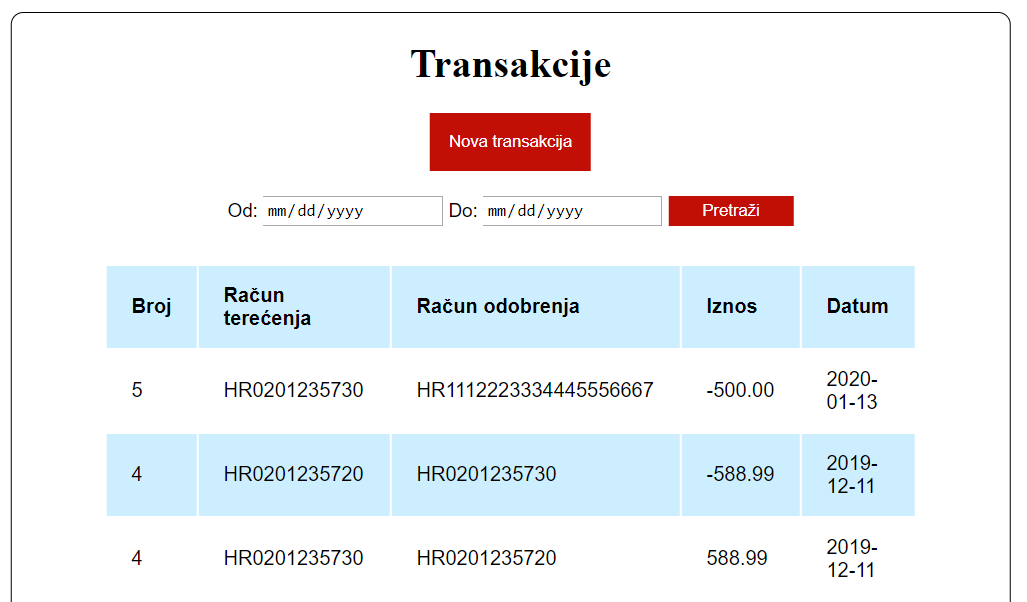 Transakcije
Nova transakcija
Od: mm/dd/yyyy Do: mm/dd/yyyy Pretraži
Broj Račun terećenja Račun odobrenja Iznos Datum
5 HR0201235730 HR1112223334445556667 -500.00 2020-01-13
4 HR0201235720 HR0201235730 -588.99 2019-12-11
4 HR0201235730 HR0201235720 588.99 2019-12-11